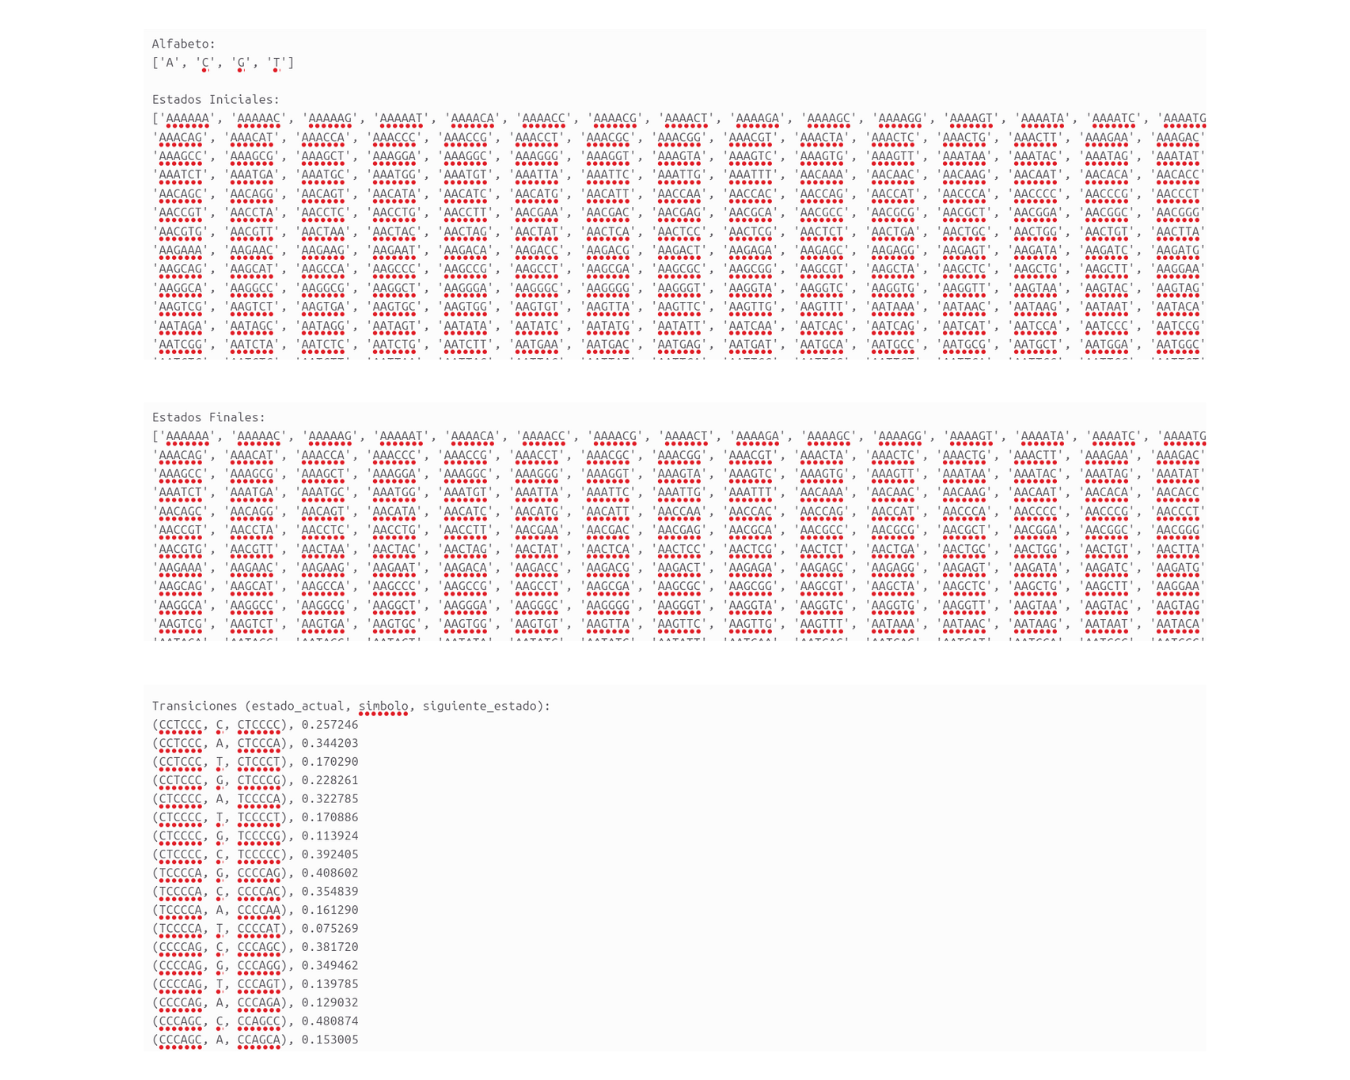 Alfabeto:
['A', 'C', 'G', 'T']
Estados Iniciales:
['AAAAAA', 'AAAAAC', 'AAAAAG', 'AAAAAT', 'AAAACA', 'AAAACC', 'AAAACG', 'AAAACT', 'AAAAGA', 'AAAAGC', 'AAAAGG', 'AAAAGT', 'AAAATA', 'AAAATC', 'AAAATG
'AAACAG', 'AAACAT', 'AAACCA', 'AAACCC', 'AAACCG', 'AAACCT', 'AAACGC', 'AAACGG', 'AAACGT', 'AAACTA', 'AAACTC', 'AAACTG', 'AAACTT', 'AAAGAA', 'AAAGAC'
'AAAGCC', 'AAAGCG', 'AAAGCT', 'AAAGGA', 'AAAGGC', 'AAAGGG', 'AAAGGT', 'AAAGTA', 'AAAGTC', 'AAAGTG', 'AAAGTT', 'AAATAA', 'AAATAC', 'AAATAG', 'AAATAT'
'AAATCT', 'AAATGA', 'AAATGC', 'AAATGG', 'AAATGT', 'AAATTA', 'AAATTC', 'AAATTG', 'AAATTT', 'AACAAA', 'AACAAC', 'AACAAG', 'AACAAT', 'AACACA', 'AACACC'
'AACAGC', 'AACAGG', 'AACAGT', 'AACATA', 'AACATC', 'AACATG', 'AACATT', 'AACCAA', 'AACCAC', 'AACCAG', 'AACCAT', 'AACCCA', 'AACCCC', 'AACCCG', 'AACCCT'
'AACCGT', 'AACCTA', 'AACCTC', 'AACCTG', 'AACCTT', 'AACGAA', 'AACGAC', 'AACGAG', 'AACGCA', 'AACGCC', 'AACGCG', 'AACGCT', 'AACGGA', 'AACGGC', 'AACGGG'
'AACGTG', 'AACGTT', 'AACTAA', 'AACTAC', 'AACTAG', 'AACTAT', 'AACTCA', 'AACTCC', 'AACTCG', 'AACTCT', 'AACTGA', 'AACTGC', 'AACTGG', 'AACTGT', 'AACTTA'
'AAGAAA', 'AAGAAC', 'AAGAAG', 'AAGAAT', 'AAGACA', 'AAGACC', 'AAGACG', 'AAGACT', 'AAGAGA', 'AAGAGC', 'AAGAGG', 'AAGAGT', 'AAGATA', 'AAGATC', 'AAGATG'
'AAGCAG', 'AAGCAT', 'AAGCCA', 'AAGCCC', 'AAGCCG', 'AAGCCT', 'AAGCGA', 'AAGCGC', 'AAGCGG', 'AAGCGT', 'AAGCTA', 'AAGCTC', 'AAGCTG', 'AAGCTT', 'AAGGAA'
'AAGGCA', 'AAGGCC', 'AAGGCG', 'AAGGCT', 'AAGGGA', 'AAGGGC', 'AAGGGG', 'AAGGGT', 'AAGGTA', 'AAGGTC', 'AAGGTG', 'AAGGTT', 'AAGTAA', 'AAGTAC', 'AAGTAG'
'AAGTCG', 'AAGTCT', 'AAGTGA', 'AAGTGC', 'AAGTGG', 'AAGTGT', 'AAGTTA', 'AAGTTC', 'AAGTTG', 'AAGTTT', 'AATAAA', 'AATAAC', 'AATAAG', 'AATAAT', 'AATACA'
'AATAGA', 'AATAGC', 'AATAGG', 'AATAGT', 'AATATA', 'AATATC', 'AATATG', 'AATATT', 'AATCAA', 'AATCAC', 'AATCAG', 'AATCAT', 'AATCCA', 'AATCCC', 'AATCCG'
'AATCGG', 'AATCTA', 'AATCTC', 'AATCTG', 'AATCTT', 'AATGAA', 'AATGAC', 'AATGAG', 'AATGAT', 'AATGCA', 'AATGCC', 'AATGCG', 'AATGCT', 'AATGGA', 'AATGGC'
Estados Finales:
['AAAAAA', 'AAAAAC', 'AAAAAG', 'AAAAAT', 'AAAACA', 'AAAACC', 'AAAACG', 'AAAACT', 'AAAAGA', 'AAAAGC', 'AAAAGG', 'AAAAGT', 'AAAATA', 'AAAATC', 'AAAATG
'AAACAG', 'AAACAT', 'AAACCA', 'AAACCC', 'AAACCG', 'AAACCT', 'AAACGC', 'AAACGG', 'AAACGT', 'AAACTA', 'AAACTC', 'AAACTG', 'AAACTT', 'AAAGAA', 'AAAGAC'
'AAAGCC', 'AAAGCG', 'AAAGCT', 'AAAGGA', 'AAAGGC', 'AAAGGG', 'AAAGGT', 'AAAGTA', 'AAAGTC', 'AAAGTG', 'AAAGTT', 'AAATAA', 'AAATAC', 'AAATAG', 'AAATAT'
'AAATCT', 'AAATGA', 'AAATGC', 'AAATGG', 'AAATGT', 'AAATTA', 'AAATTC', 'AAATTG', 'AAATTT', 'AACAAA', 'AACAAC', 'AACAAG', 'AACAAT', 'AACACA', 'AACACC'
'AACAGC', 'AACAGG', 'AACAGT', 'AACATA', 'AACATC', 'AACATG', 'AACATT', 'AACCAA', 'AACCAC', 'AACCAG', 'AACCAT', 'AACCCA', 'AACCCC', 'AACCCG', 'AACCCT'
'AACCGT', 'AACCTA', 'AACCTC', 'AACCTG', 'AACCTT', 'AACGAA', 'AACGAC', 'AACGAG', 'AACGCA', 'AACGCC', 'AACGCG', 'AACGCT', 'AACGGA', 'AACGGC', 'AACGGG'
'AACGTG', 'AACGTT', 'AACTAA', 'AACTAC', 'AACTAG', 'AACTAT', 'AACTCA', 'AACTCC', 'AACTCG', 'AACTCT', 'AACTGA', 'AACTGC', 'AACTGG', 'AACTGT', 'AACTTA'
'AAGAAA', 'AAGAAC', 'AAGAAG', 'AAGAAT', 'AAGACA', 'AAGACC', 'AAGACG', 'AAGACT', 'AAGAGA', 'AAGAGC', 'AAGAGG', 'AAGAGT', 'AAGATA', 'AAGATC', 'AAGATG'
'AAGCAG', 'AAGCAT', 'AAGCCA', 'AAGCCC', 'AAGCCG', 'AAGCCT', 'AAGCGA', 'AAGCGC', 'AAGCGG', 'AAGCGT', 'AAGCTA', 'AAGCTC', 'AAGCTG', 'AAGCTT', 'AAGGAA'
'AAGGCA', 'AAGGCC', 'AAGGCG', 'AAGGCT', 'AAGGGA', 'AAGGGC', 'AAGGGG', 'AAGGGT', 'AAGGTA', 'AAGGTC', 'AAGGTG', 'AAGGTT', 'AAGTAA', 'AAGTAC', 'AAGTAG'
'AAGTCG', 'AAGTCT', 'AAGTGA', 'AAGTGC', 'AAGTGG', 'AAGTGT', 'AAGTTA', 'AAGTTC', 'AAGTTG', 'AAGTTT', 'AATAAA', 'AATAAC', 'AATAAG', 'AATAAT', 'AATACA'
Transiciones (estado_actual, simbolo, siguiente_estado):
(CCTCCC, C, CTCCCC), 0.257246
(CCTCCC, A, CTCCCA), 0.344203
(CCTCCC, T, CTCCCT), 0.170290
(CCTCCC, G, CTCCCG), 0.228261
(CTCCCC, A, TCCCCA), 0.322785
(CTCCCC, T, TCCCCT), 0.170886
(CTCCCC, G, TCCCCG), 0.113924
(CTCCCC, C, TCCCCC), 0.392405
(TCCCCA, G, CCCCAG), 0.408602
(TCCCCA, C, CCCCAC), 0.354839
(TCCCCA, A, CCCCAA), 0.161290
(TCCCCA, T, CCCCAT), 0.075269
(CCCCAG, C, CCCAGC), 0.381720
(CCCCAG, G, CCCAGG), 0.349462
(CCCCAG, T, CCCAGT), 0.139785
(CCCCAG, A, CCCAGA), 0.129032
(CCCAGC, C, CCAGCC), 0.480874
(CCCAGC, A, CCAGCA), 0.153005